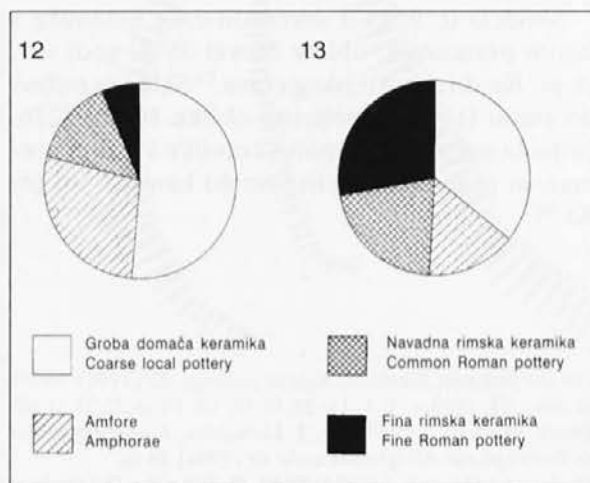 12
13
Groba domača keramika
Coarse local pottery
Navadna rimska keramika
Common Roman pottery
Amfore
Amphorae
Fina rimska keramika
Fine Roman pottery